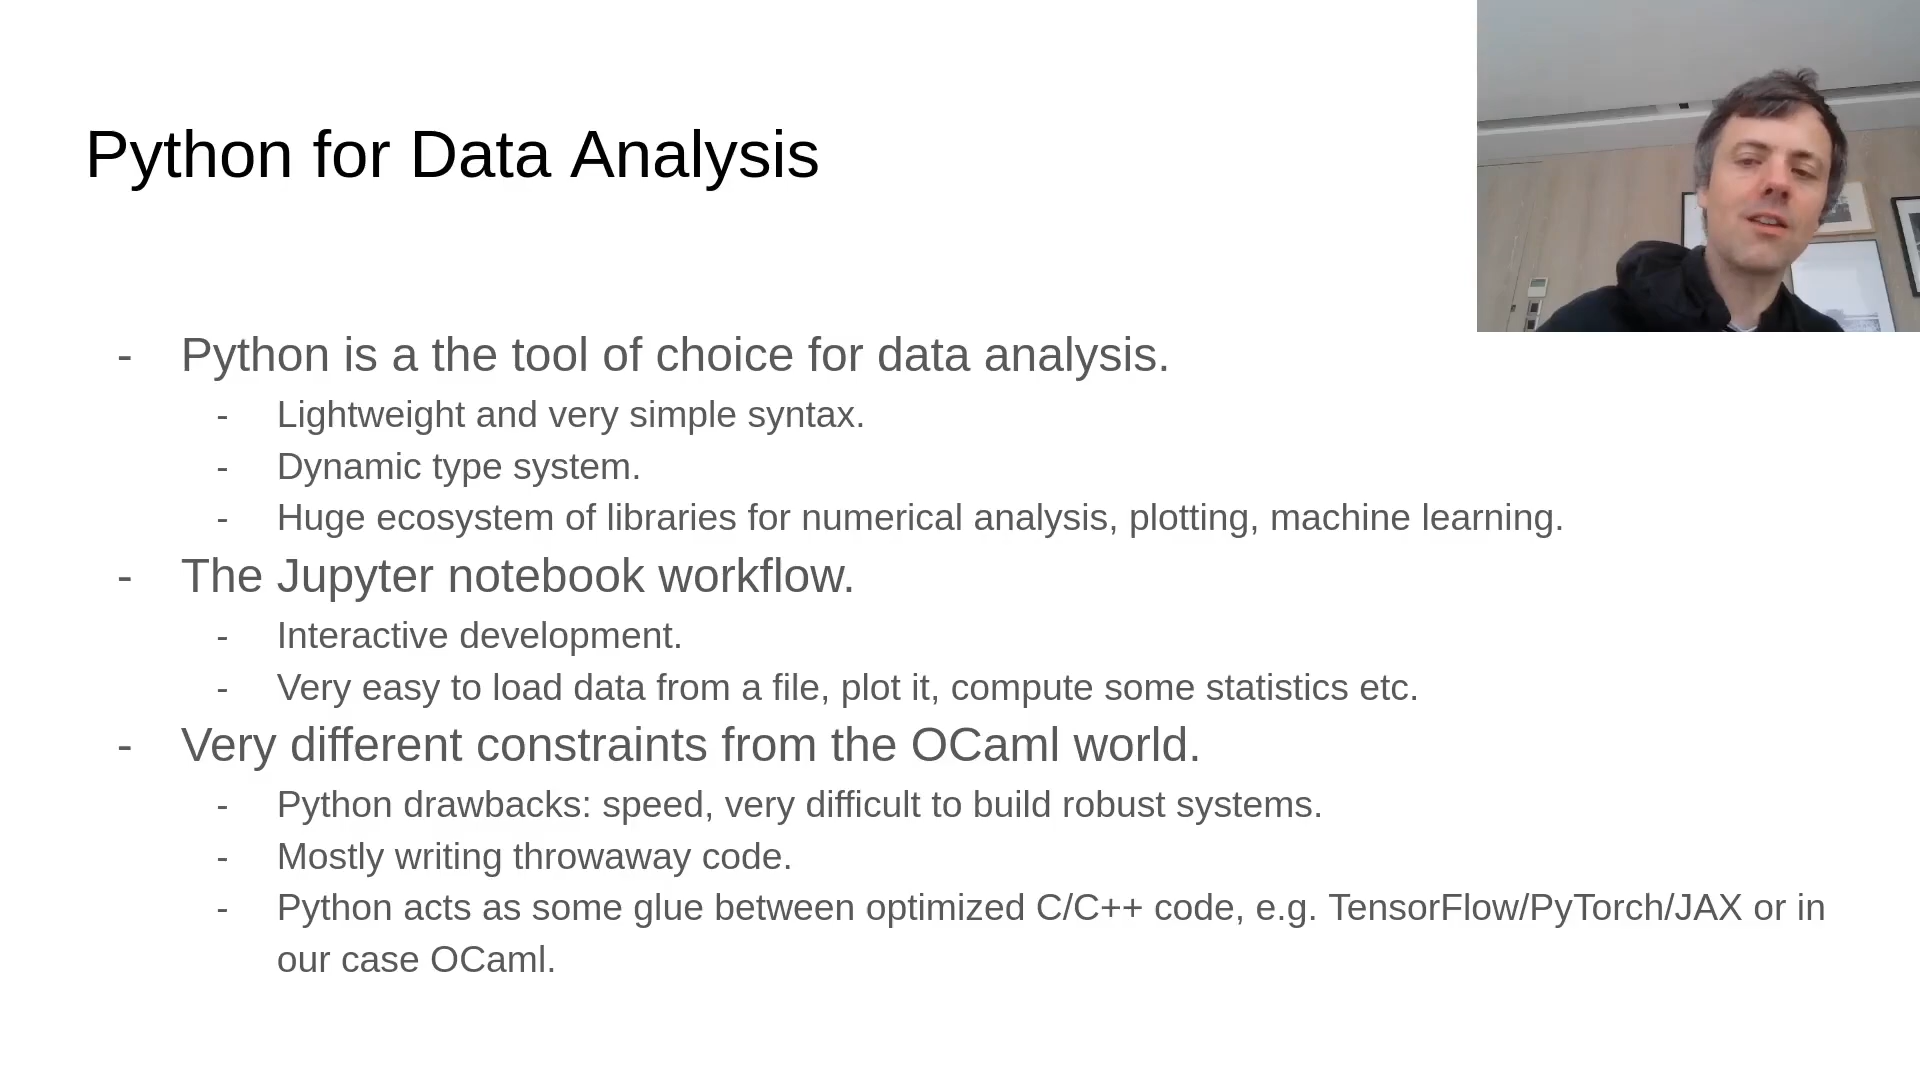 Python for Data Analysis
- Python is a the tool of choice for data analysis.
- Lightweight and very simple syntax.
- Dynamic type system.
- Huge ecosystem of libraries for numerical analysis, plotting, machine learning.
- The Jupyter notebook workflow.
- Interactive development.
- Very easy to load data from a file, plot it, compute some statistics etc.
- Very different constraints from the OCaml world.
- Python drawbacks: speed, very difficult to build robust systems.
- Mostly writing throwaway code.
- Python acts as some glue between optimized C/C++ code, e.g. TensorFlow/PyTorch/JAX or in
our case OCaml.